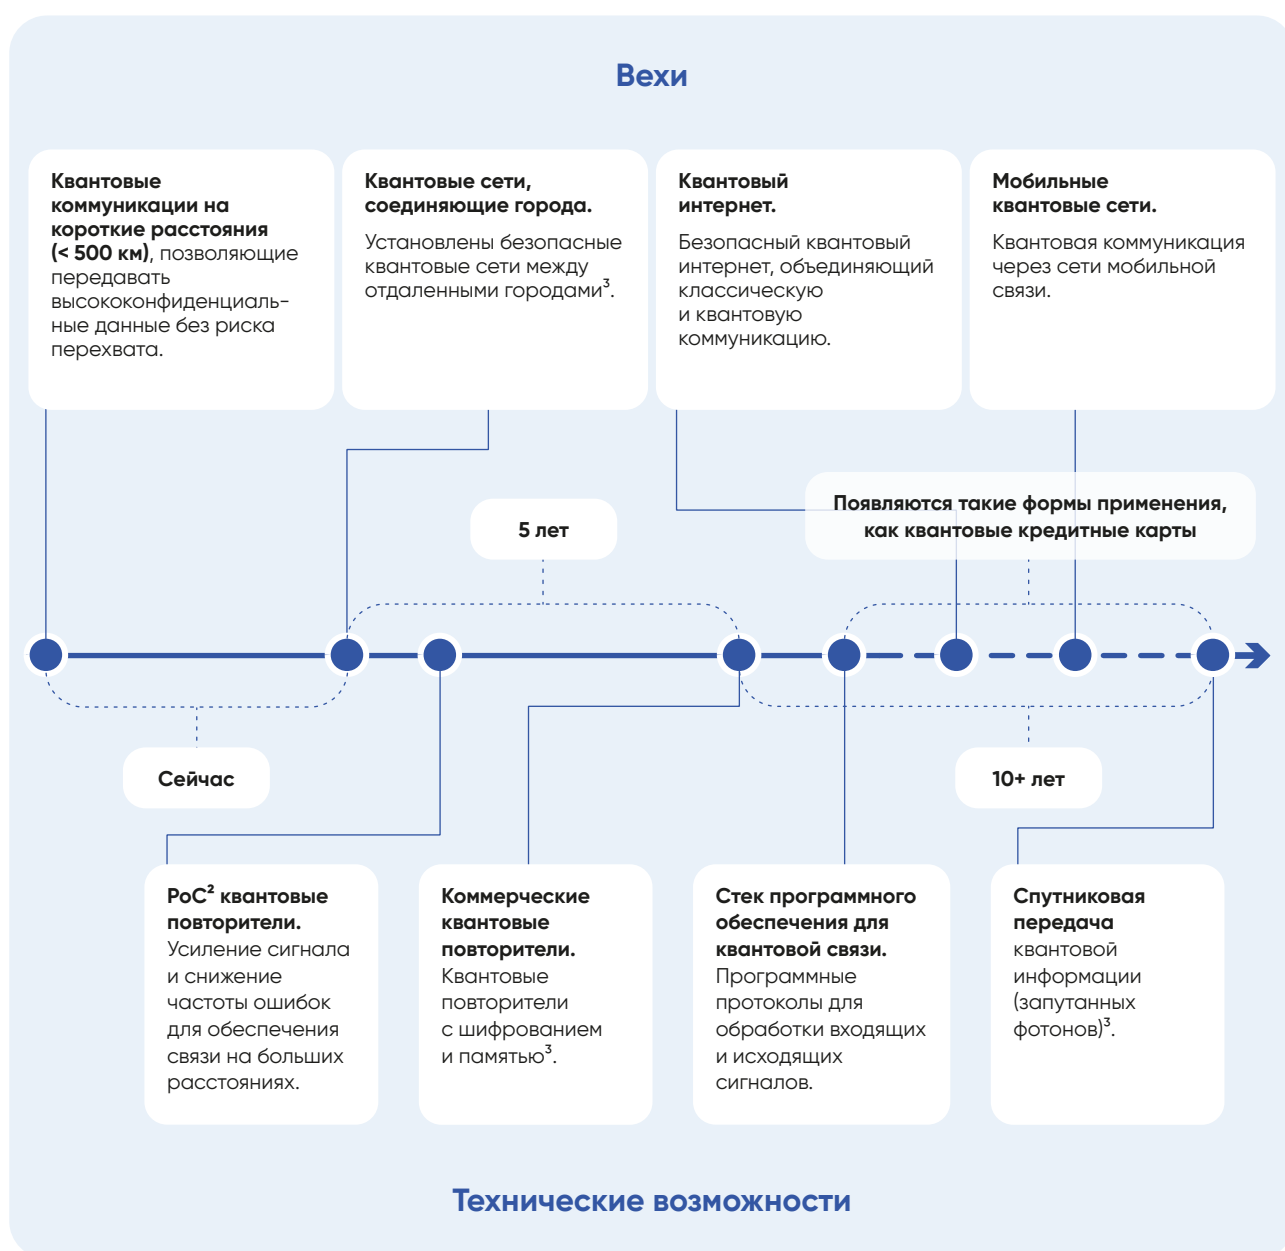 Вехи
Квантовые
коммуникации на
короткие расстояния
(< 500 км), позволяющие
передавать
высококонфиденциаль-
ные данные без риска
перехвата.
Квантовые сети,
соединяющие города.
Установлены безопасные
квантовые сети между
отдаленными городами³.
Квантовый
интернет.
Безопасный квантовый
интернет, объединяющий
классическую
и квантовую
коммуникацию.
Мобильные
квантовые сети.
Квантовая коммуникация
через сети мобильной
связи.
5 лет
Появляются такие формы применения,
как квантовые кредитные карты
Сейчас
10+ лет
PoC² квантовые
повторители.
Усиление сигнала
и снижение
частоты ошибок
для обеспечения
связи на больших
расстояниях.
Коммерческие
квантовые
повторители.
Квантовые
повторители
с шифрованием
и памятью³.
Стек программного
обеспечения для
квантовой связи.
Программные
протоколы для
обработки входящих
и исходящих
сигналов.
Спутниковая
передача
квантовой
информации
(запутанных
фотонов)³.
Технические возможности